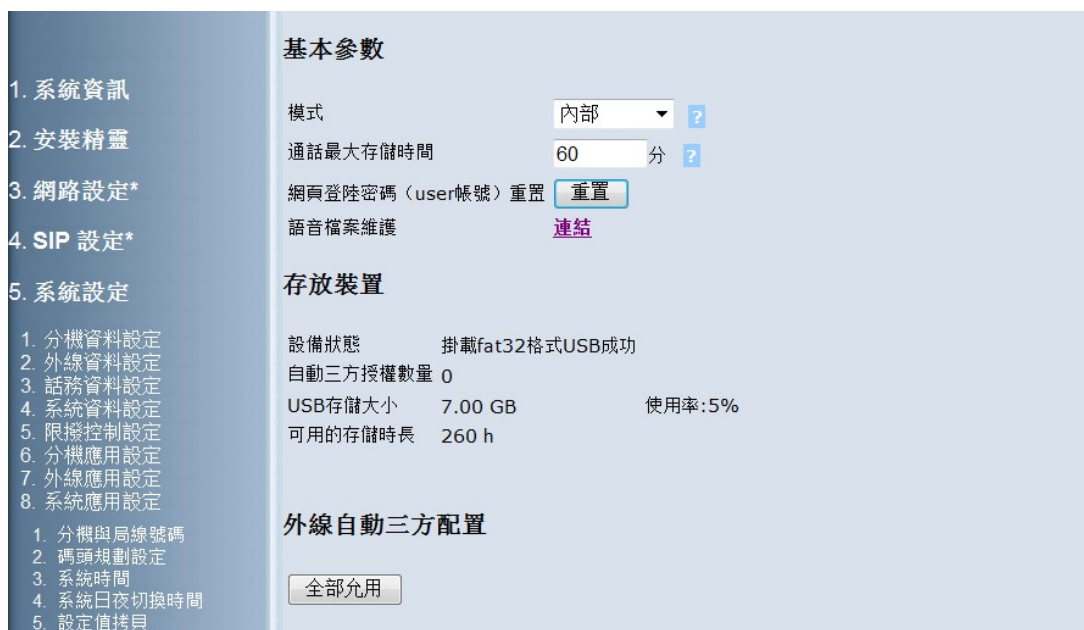 1. 系統資訊
2. 安裝精靈
3. 網路設定*
4. SIP 設定*
5. 系統設定
1. 分機資料設定
2. 外線資料設定
3. 話務資料設定
4. 系統資料設定
5. 限撥控制設定
6. 分機應用設定
7. 外線應用設定
8. 系統應用設定
1. 分機與局線號碼
2. 碼頭規劃設定
3. 系統時間
4. 系統日夜切換時間
5. 設定值拷貝
基本參數
模式 內部 ?
通話最大存儲時間 60 分 ?
網頁登陸密碼（user帳號）重置 重置
語音檔案維護 連結
存放裝置
設備狀態 掛載fat32格式USB成功
自動三方授權數量 0
USB存儲大小 7.00 GB 使用率:5%
可用的存儲時長 260 h
外線自動三方配置
全部允用